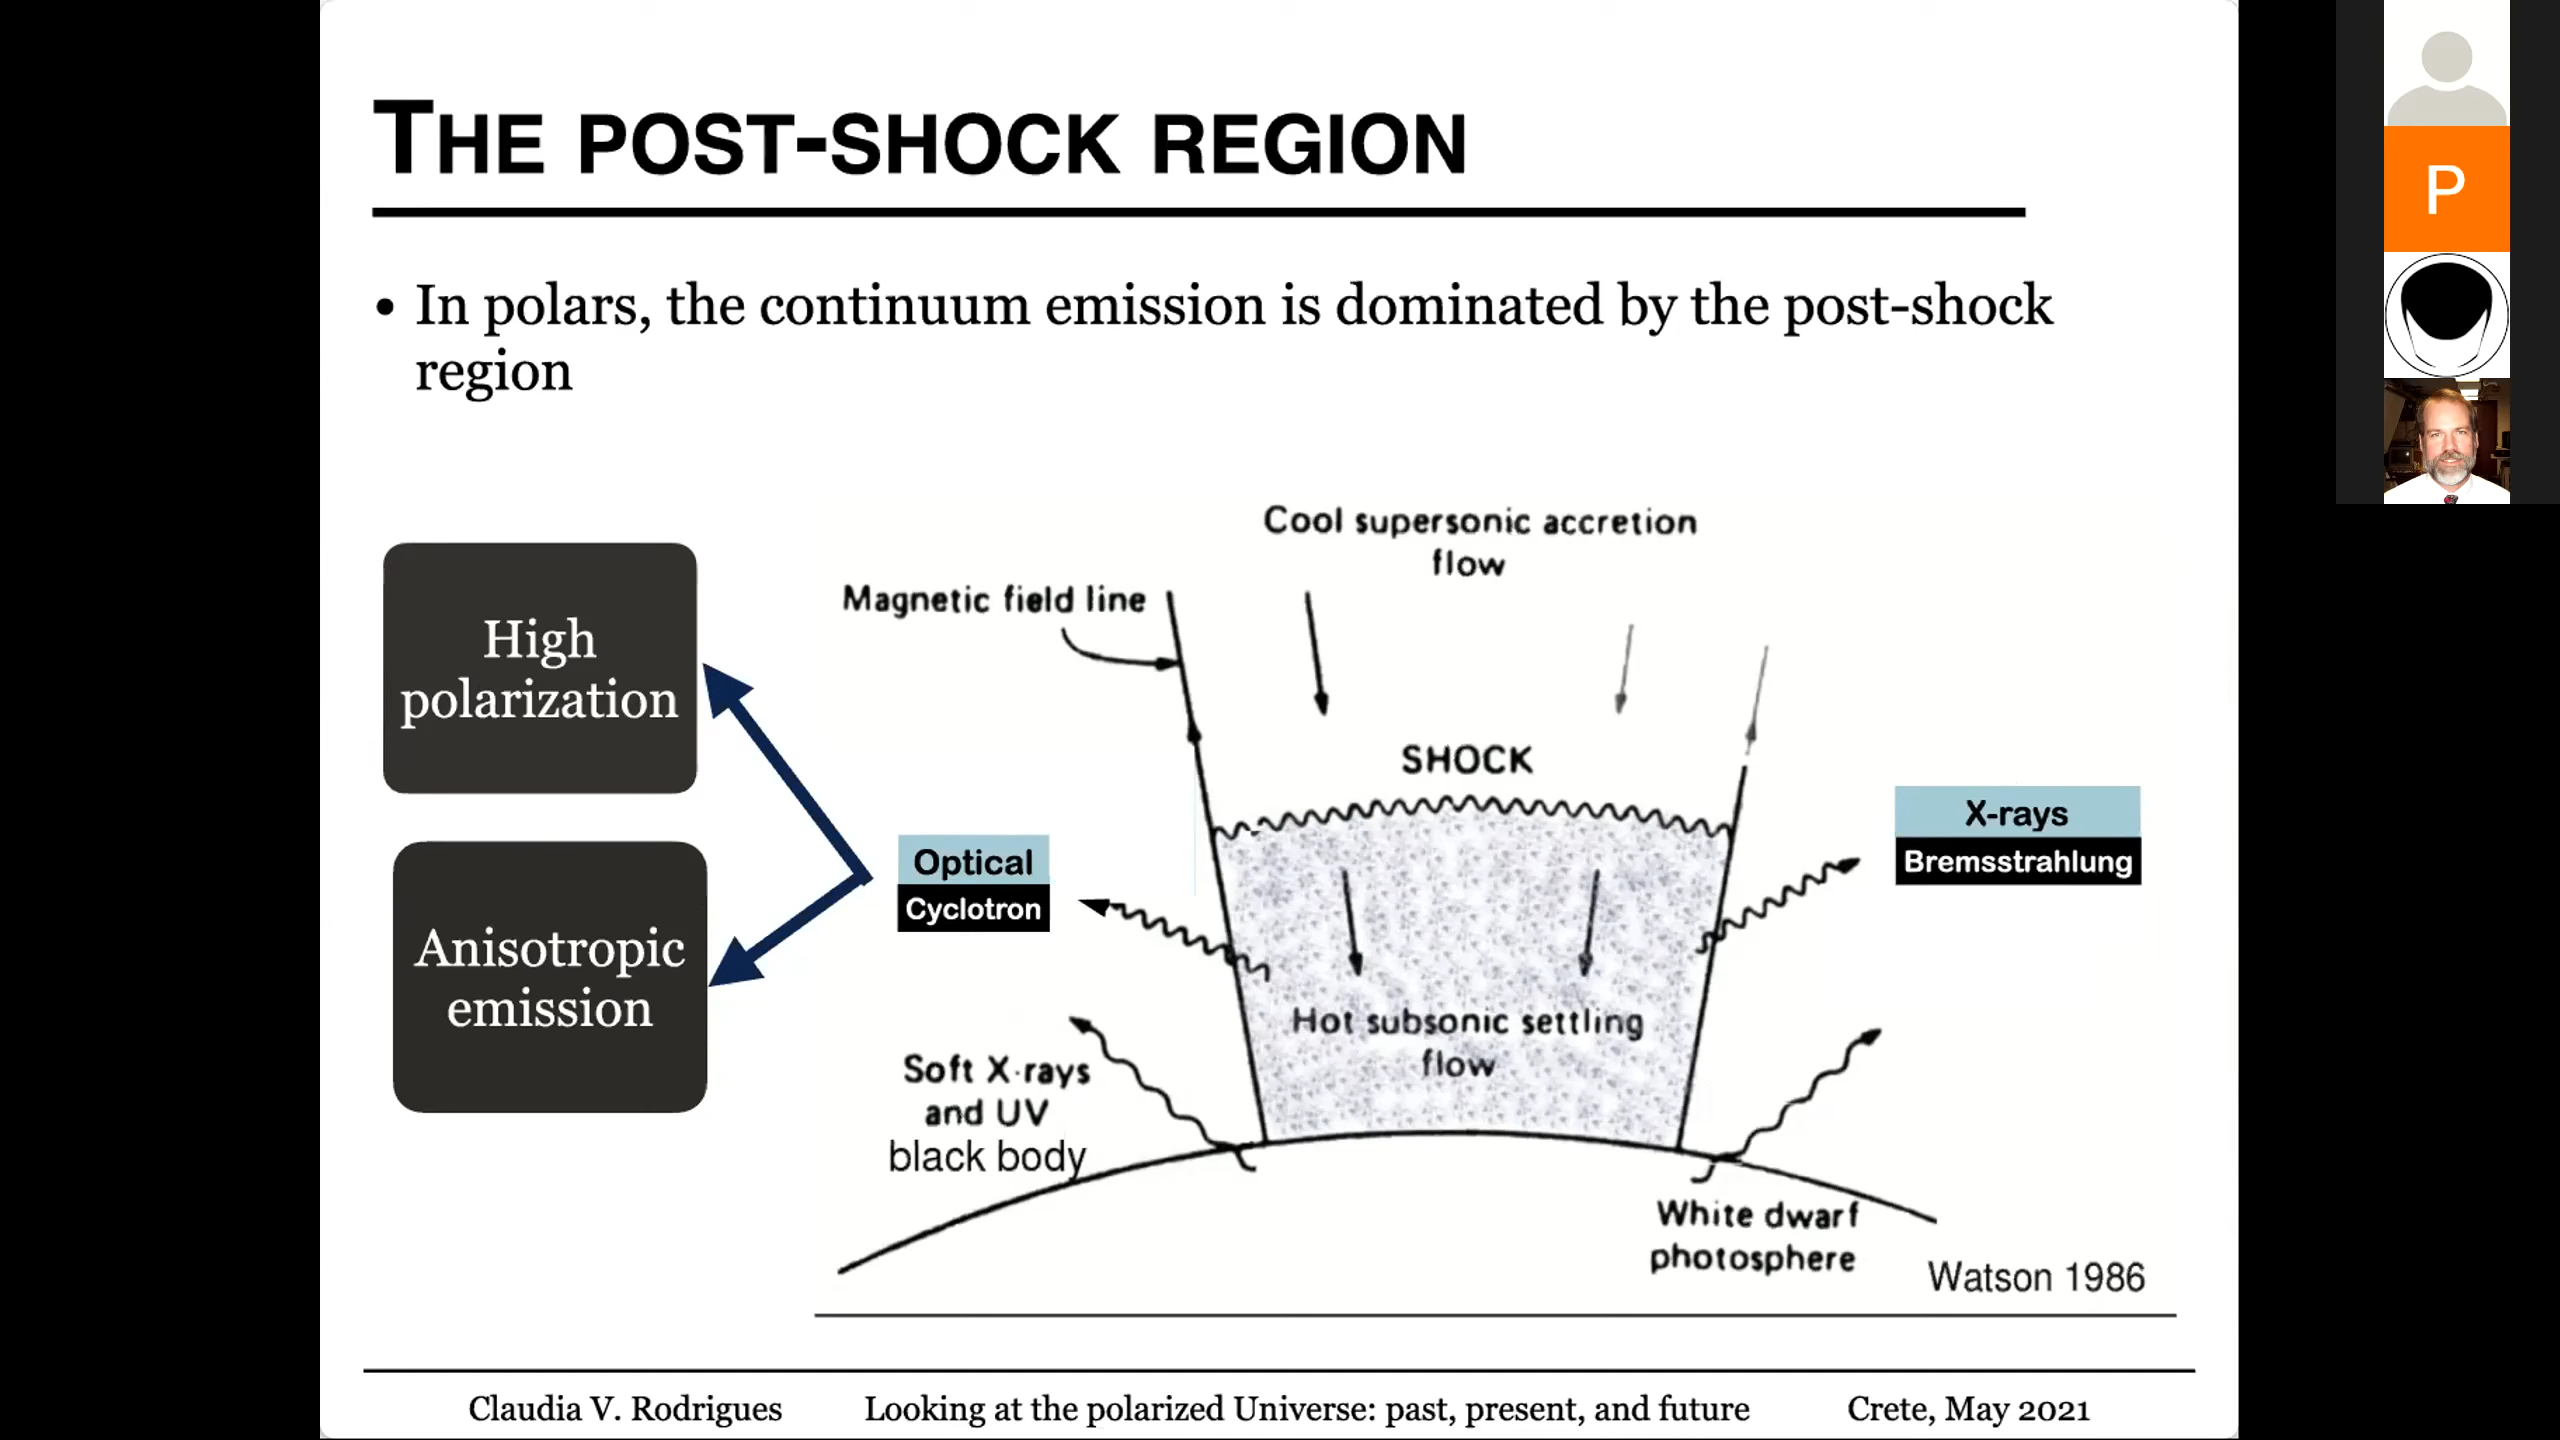 THE POST-SHOCK REGION
• In polars, the continuum emission is dominated by the post-shock
region
High
polarization
Anisotropic
emission
Cool supersonic accretion
flow
Magnetic field line
SHOCK
Optical
Cyclotron
X-rays
Bremsstrahlung
Hot subsonic settling
flow
Soft X-rays
and UV
black body
White dwarf
photosphere
Watson 1986
Claudia V. Rodrigues
Looking at the polarized Universe: past, present, and future
Crete, May 2021
P